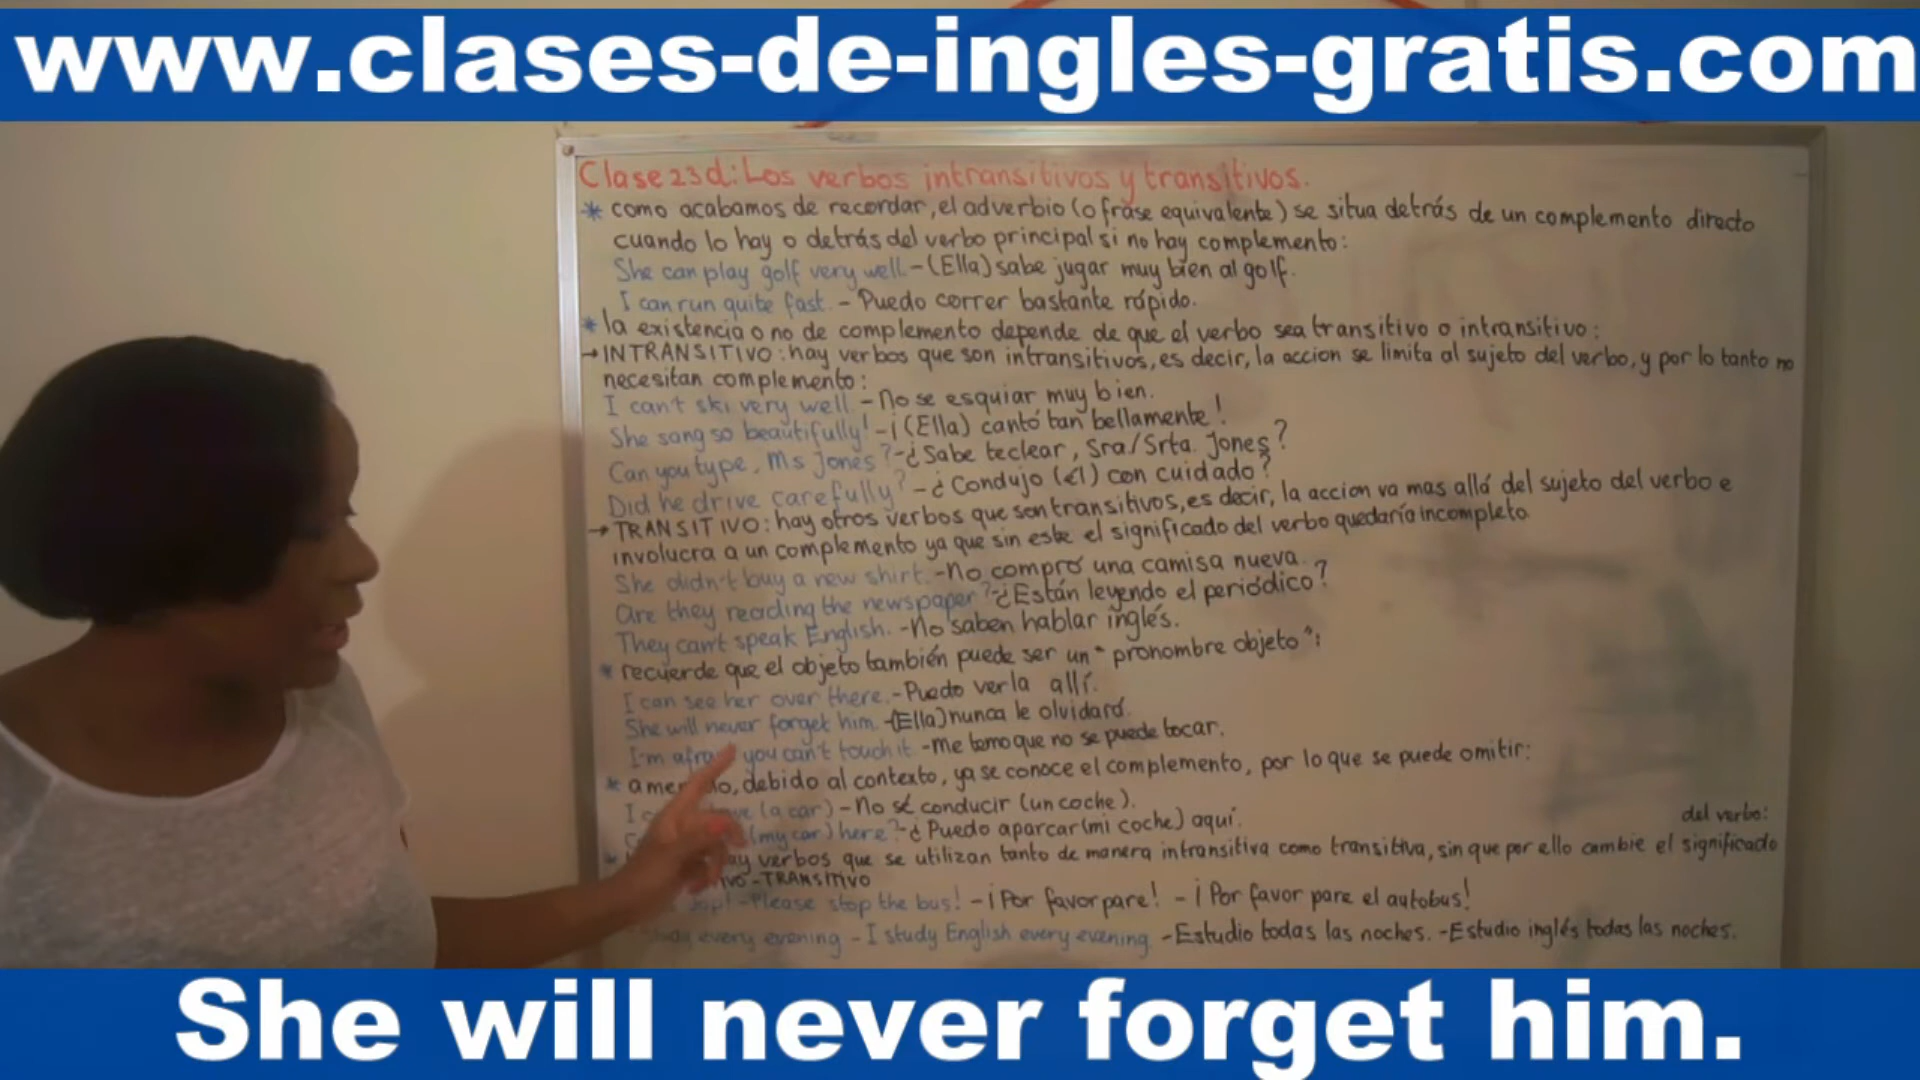 www.clases-de-ingles-gratis.com
Clase 23d: Los verbos intransitivos y transitivos.
* como acabamos de recordar, el adverbio (o frase equivalente) se situa detrás de un complemento directo
cuando lo hay o detrás del verbo principal si no hay complemento:
She can play golf very well. - (Ella) sabe jugar muy bien al golf.
I can run quite fast. - Puedo correr bastante rápido.
* la existencia o no de complemento depende de que el verbo sea transitivo o intransitivo:
→ INTRANSITIVO: hay verbos que son intransitivos, es decir, la accion se limita al sujeto del verbo, y por lo tanto no
necesitan complemento:
I can't ski very well. - No se esquiar muy bien.
She sang so beautifully! - ¡(Ella) cantó tan bellamente!
Can you type, Ms Jones? - ¿Sabe teclear, Sra/Srta. Jones?
Did he drive carefully? - ¿Condujo (él) con cuidado?
→ TRANSITIVO: hay otros verbos que son transitivos, es decir, la accion va mas allá del sujeto del verbo e
involucra a un complemento ya que sin este el significado del verbo quedaría incompleto.
She didn't buy a new shirt. - No compró una camisa nueva.
Are they reading the newspaper? - ¿Están leyendo el periódico?
They can't speak English. - No saben hablar inglés.
* recuerde que el objeto también puede ser un "pronombre objeto":
I can see her over there. - Puedo verla allí.
She will never forget him. - (Ella) nunca le olvidará.
I'm you can't touch it. - me temo que no se puede tocar.
* debido al contexto, ya se conoce el complemento, por lo que se puede omitir:
I (a car) - No sé conducir (un coche).
(my car) here? - ¿Puedo aparcar (mi coche) aquí.
del verbo:
verbos que se utilizan tanto de manera intransitiva como transitiva, sin que por ello cambie el significado
- TRANSITIVO
- Please stop the bus! - ¡Por favor pare! - ¡Por favor pare el autobus!
every evening - I study English every evening. - Estudio todas las noches. - Estudio inglés todas las noches.
She will never forget him.